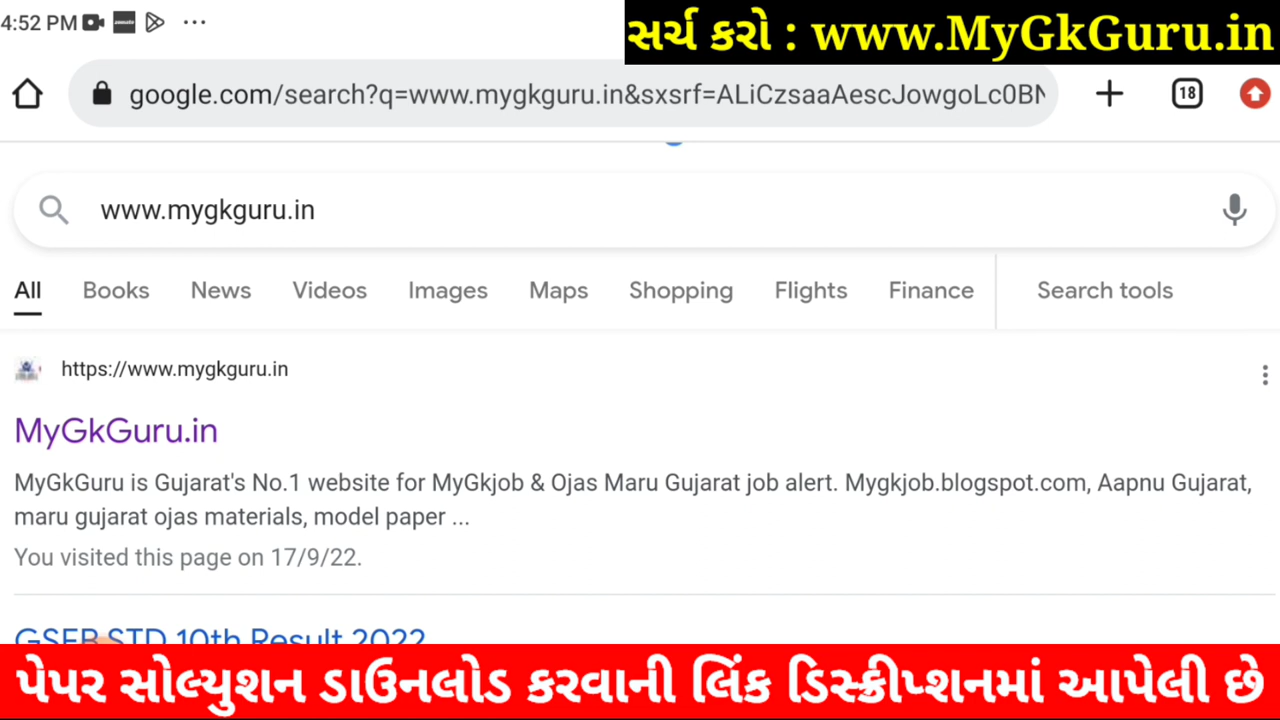 4:52 PM
સર્ચ કરો : www.MyGkGuru.in
google.com/search?q=www.mygkguru.in&sxsrf=ALiCzsaaAescJowgoLc0BN
18
www.mygkguru.in
All Books News Videos Images Maps Shopping Flights Finance Search tools
https://www.mygkguru.in
MyGkGuru.in
MyGkGuru is Gujarat's No.1 website for MyGkjob & Ojas Maru Gujarat job alert. Mygkjob.blogspot.com, Aapnu Gujarat,
maru gujarat ojas materials, model paper ...
You visited this page on 17/9/22.
GSEB STD 10th Result 2022
પેપર સોલ્યુશન ડાઉનલોડ કરવાની લિંક ડિસ્ક્રીપ્શનમાં આપેલી છે